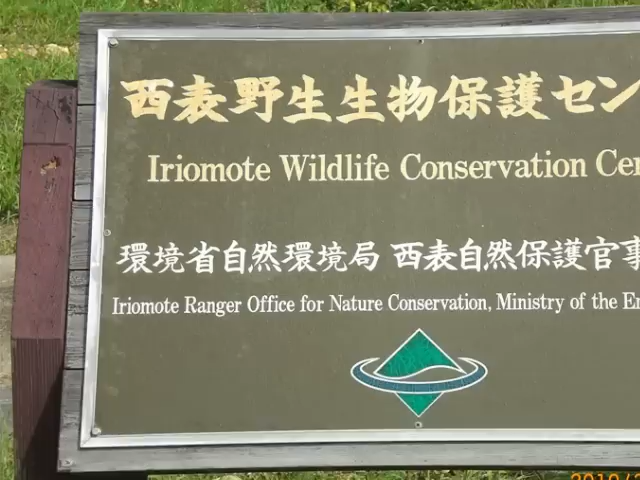 西表野生生物保護セン
Iriomote Wildlife Conservation Cen
環境省自然環境局 西表自然保護官事
Iriomote Ranger Office for Nature Conservation, Ministry of the En